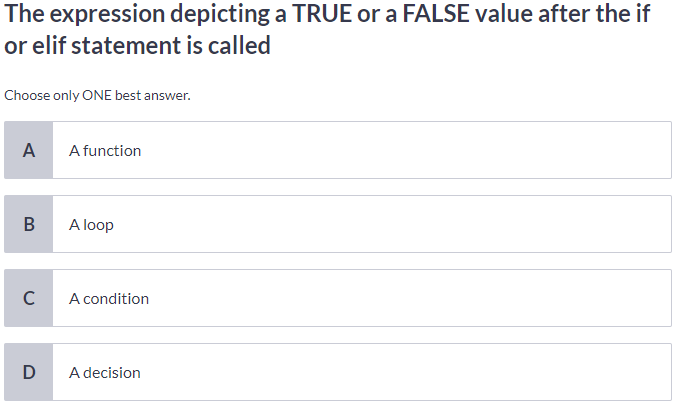 The expression depicting a TRUE or a FALSE value after the if
or elif statement is called
Choose only ONE best answer.
A A function
B A loop
C A condition
D A decision